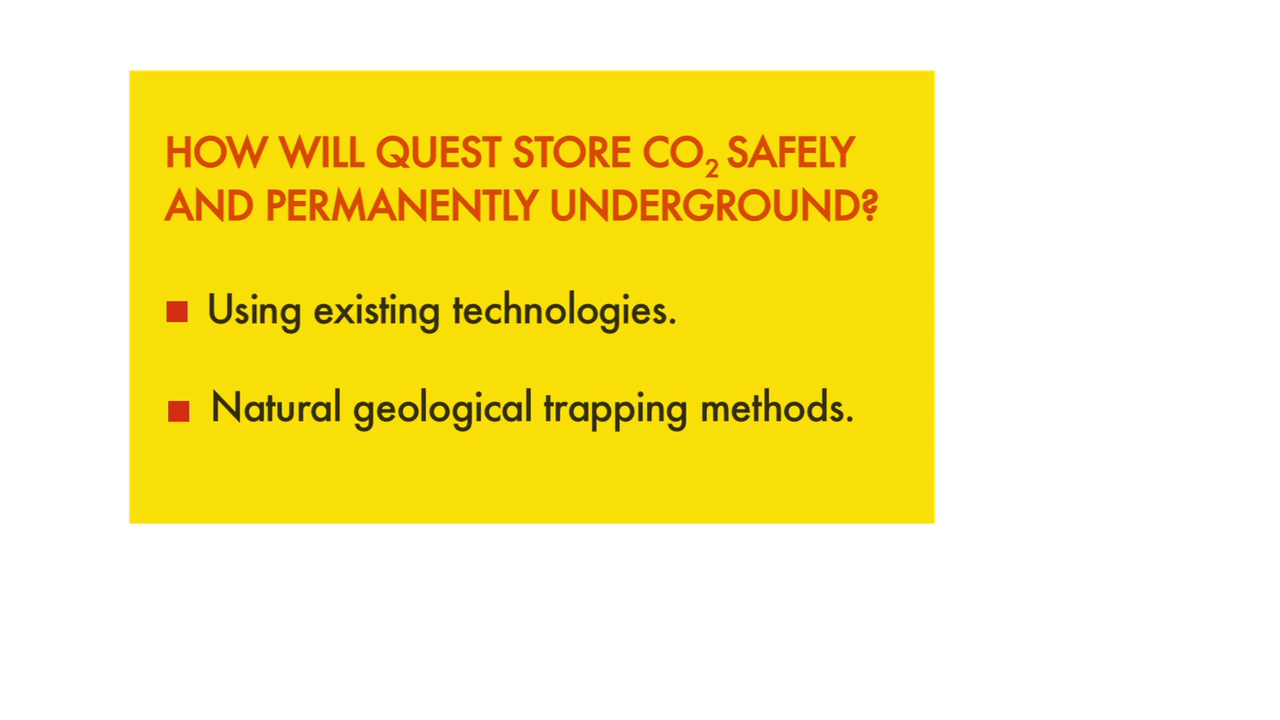 HOW WILL QUEST STORE CO₂ SAFELY
AND PERMANENTLY UNDERGROUND?
Using existing technologies.
Natural geological trapping methods.